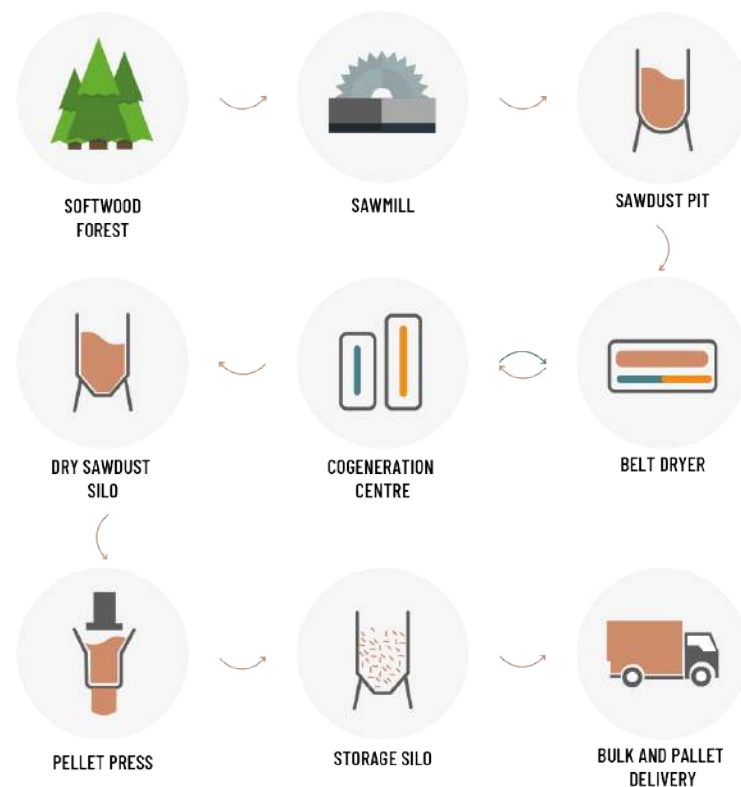 SOFTWOOD
FOREST
SAWMILL
SAWDUST PIT
DRY SAWDUST
SILO
COGENERATION
CENTRE
BELT DRYER
PELLET PRESS
STORAGE SILO
BULK AND PALLET
DELIVERY